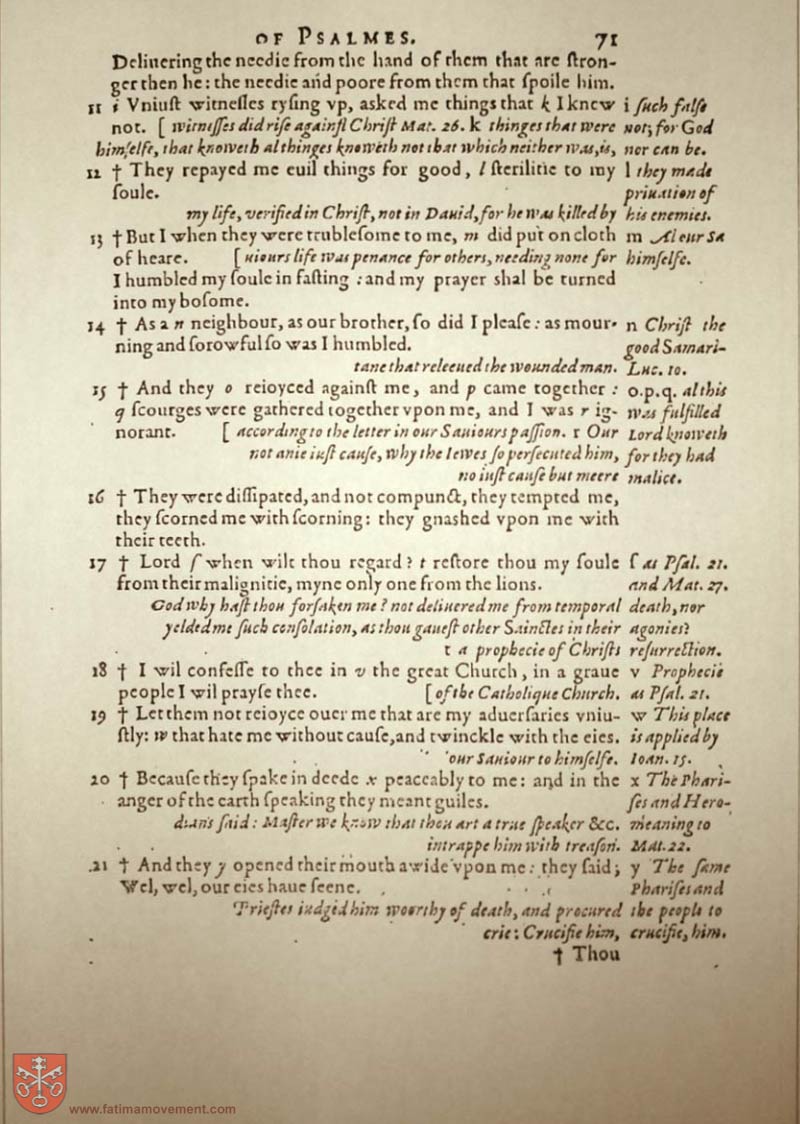 OF PSALMES. 71
Deliuering the needie from the hand of them that are ſtron-
ger then he: the needie and poore from them that ſpoile him.
11 i Vniuſt witneſſes ryſing vp, asked me things that k I knew i ſuch falſe
not. [ witneſſes did riſe againſt Chriſt Mat. 26. k thinges that were not; for God
himſelfe, that knoweth al thinges knoweth not that which neither was, is, nor can be.
12 † They repayed me euil things for good, l ſterilitie to my l they made
ſoule. priuation of
my life, verified in Chriſt, not in Dauid, for he was killed by his enemies.
13 † But I when they were trubleſome to me, m did put on cloth m Al our Sa
of heare. [ uiours life was penance for others, needing none for himſelfe.
I humbled my ſoule in faſting : and my prayer shal be turned
into my boſome.
14 † As a n neighbour, as our brother, ſo did I pleaſe : as mour- n Chriſt the
ning and ſorowful ſo was I humbled. good Samari-
tane that releeued the wounded man. Luc. 10.
15 † And they o reioyced againſt me, and p came together : o.p.q. al this
q ſcourges were gathered together vpon me, and I was r ig- was fulfilled
norant. [ according to the letter in our Sauiours paſſion. r Our Lord knoweth
not anie iuſt cauſe, why the Iewes ſo perſecuted him, for they had
no iuſt cauſe but meere malice.
16 † They were diſſipated, and not compunct, they tempted me,
they ſcorned me with ſcorning: they gnashed vpon me with
their teeth.
17 † Lord ſ when wilt thou regard? t reſtore thou my ſoule ſ as Pſal. 21.
from their malignitie, myne only one from the lions. and Mat. 27.
God why haſt thou forſaken me? not deliuered me from temporal death, nor
yelded me ſuch conſolation, as thou gaueſt other Sainctes in their agonies?
t a prophecie of Chriſts reſurrection.
18 † I wil confeſſe to thee in v the great Church, in a graue v Prophecie
people I wil prayſe thee. [ of the Catholique Church. as Pſal. 21.
19 † Let them not reioyce ouer me that are my aduerſaries vniu- w This place
ſtly: w that hate me without cauſe, and twinckle with the eies. is applied by
our Sauiour to himſelfe. Ioan. 15.
20 † Becauſe they ſpake in deede x peaceably to me: and in the x The Phari-
anger of the earth ſpeaking they meant guiles. ſes and Hero-
dians ſaid: Maſter we know that thou art a true ſpeaker &c. meaning to
intrappe him with treaſon. Mat. 22.
21 † And they y opened their mouth a wide vpon me: they ſaid; y The ſame
Wel, wel, our eies haue ſeene. Phariſes and
Prieſtes iudged him woorthy of death, and procured the people to
crie: Crucifie him, crucifie, him.
† Thou
www.fatimamovement.com